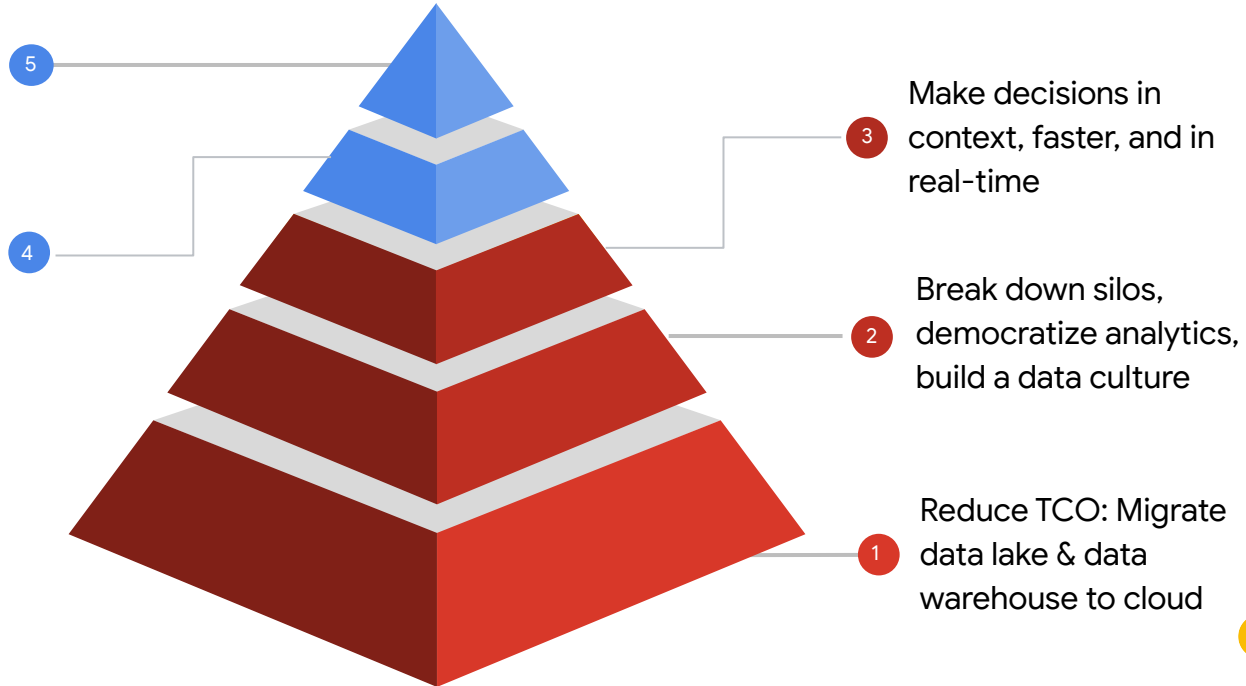 5
Make decisions in
context, faster, and in
real-time
3
4
Break down silos,
democratize analytics,
build a data culture
2
Reduce TCO: Migrate
data lake & data
warehouse to cloud
1